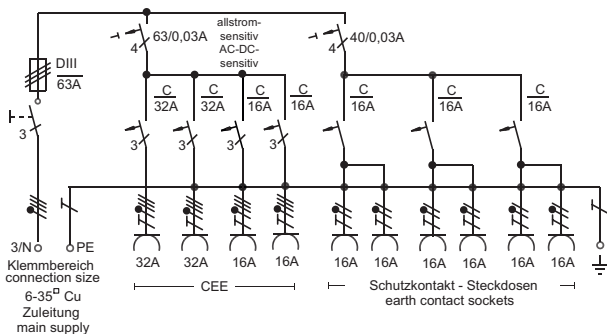 63/0,03A
allstrom-
sensitiv
AC-DC-
sensitiv
40/0,03A
4
4
DIII
63A
C
32A
C
32A
C
16A
C
16A
C
16A
C
16A
C
16A
3
3
3
3
3
3/N
PE
32A
32A
16A
16A
16A
16A
16A
16A
16A
16A
Klemmbereich
connection size
6-35□ Cu
Zuleitung
main supply
CEE
Schutzkontakt - Steckdosen
earth contact sockets